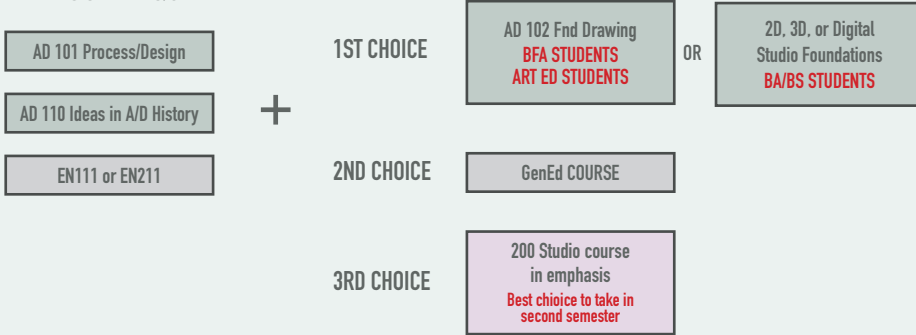 AD 101 Process/Design
AD 110 Ideas in A/D History
EN111 or EN211
+
1ST CHOICE
AD 102 Fnd Drawing
BFA STUDENTS
ART ED STUDENTS
OR
2D, 3D, or Digital
Studio Foundations
BA/BS STUDENTS
2ND CHOICE
GenEd COURSE
3RD CHOICE
200 Studio course
in emphasis
Best chioice to take in
second semester